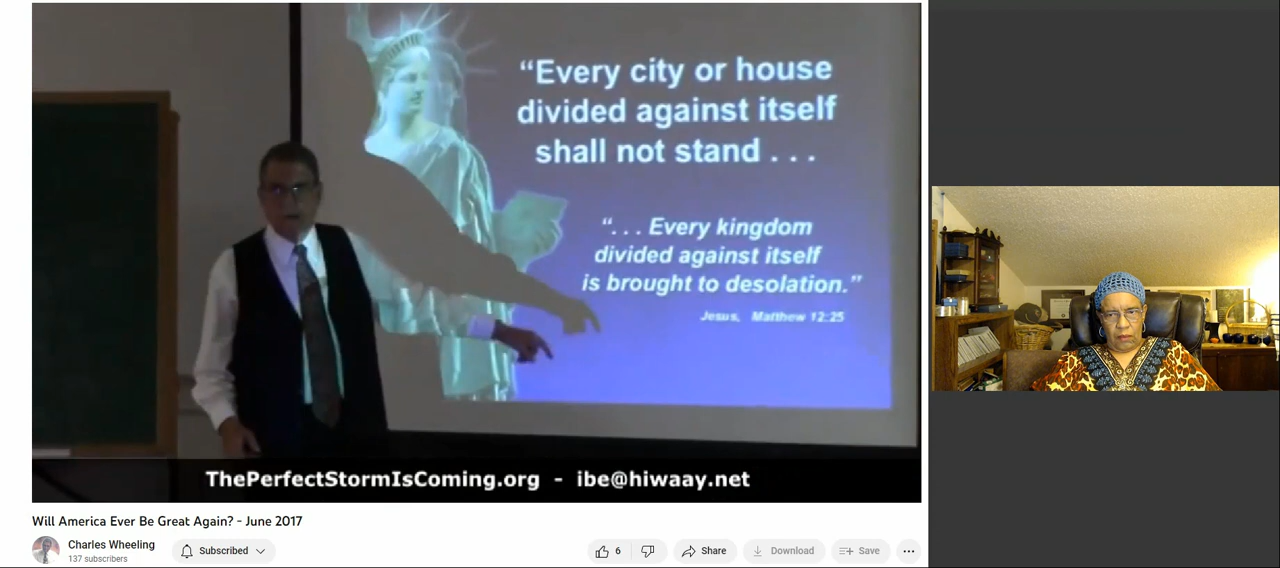 “Every city or house
divided against itself
shall not stand . . .
“. . . Every kingdom
divided against itself
is brought to desolation.”
Jesus, Matthew 12:25
ThePerfectStormIsComing.org - ibe@hiwaay.net
Will America Ever Be Great Again? - June 2017
Charles Wheeling
137 subscribers
Subscribed
6
Share
Download
Save